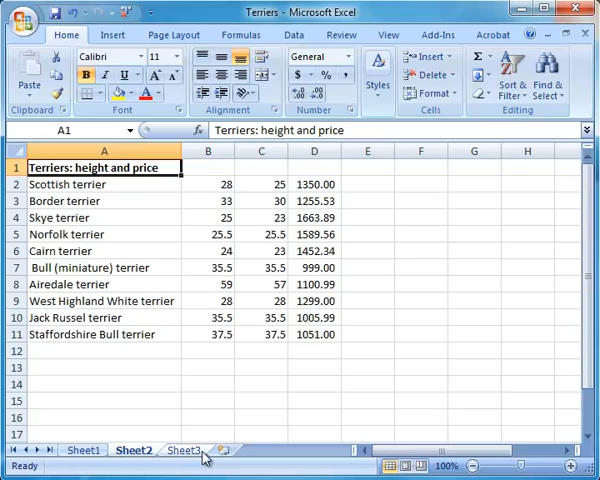 Terriers - Microsoft Excel
Home Insert Page Layout Formulas Data Review View Add-Ins Acrobat
Paste
Clipboard
Calibri 11
B I U
Font
Alignment
General
$ % ,
Number
Styles
Insert
Delete
Format
Cells
Σ
Sort & Filter
Find & Select
Editing
A1 fx Terriers: height and price
A B C D E F G H
1 Terriers: height and price
2 Scottish terrier 28 25 1350.00
3 Border terrier 33 30 1255.53
4 Skye terrier 25 23 1663.89
5 Norfolk terrier 25.5 25.5 1589.56
6 Cairn terrier 24 23 1452.34
7 Bull (miniature) terrier 35.5 35.5 999.00
8 Airedale terrier 59 57 1100.99
9 West Highland White terrier 28 28 1299.00
10 Jack Russel terrier 35.5 35.5 1005.99
11 Staffordshire Bull terrier 37.5 37.5 1051.00
12
13
14
15
16
17
Sheet1 Sheet2 Sheet3
Ready 100%